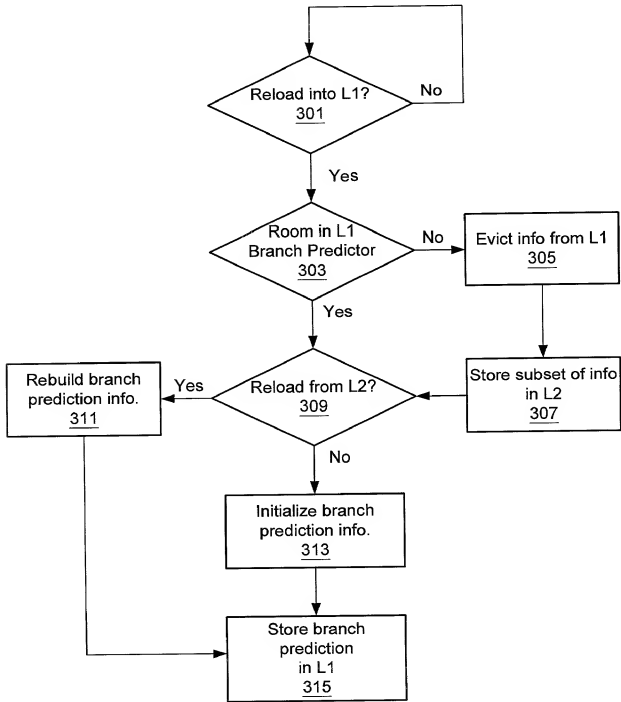 Reload into L1?
301
No
Yes
Room in L1
Branch Predictor
303
No
Evict info from L1
305
Yes
Rebuild branch
prediction info.
311
Yes
Reload from L2?
309
Store subset of info
in L2
307
No
Initialize branch
prediction info.
313
Store branch
prediction
in L1
315